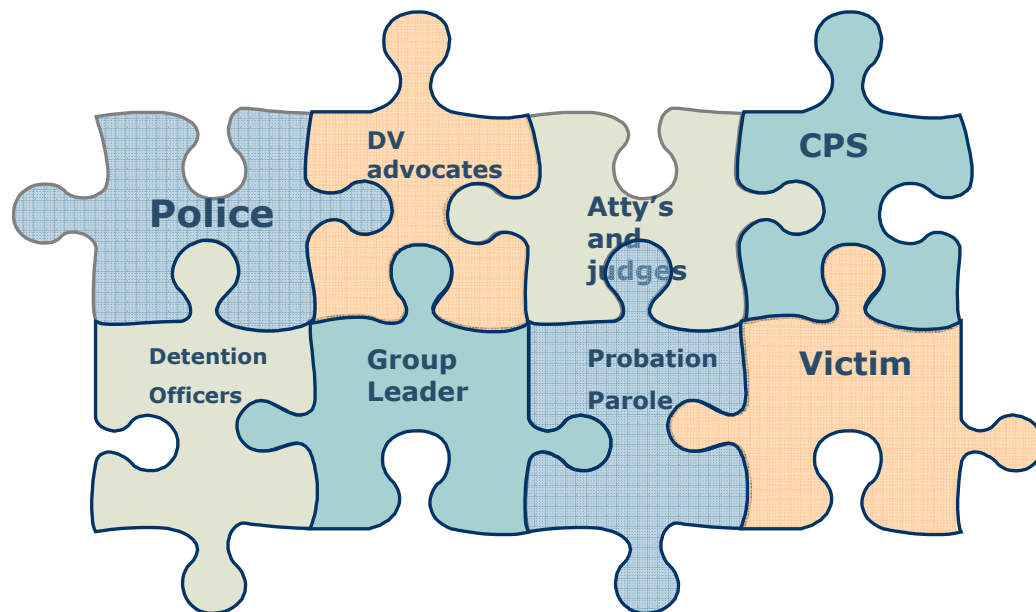 Police
DV
advocates
Atty's
and
judges
CPS
Detention
Officers
Group
Leader
Probation
Parole
Victim